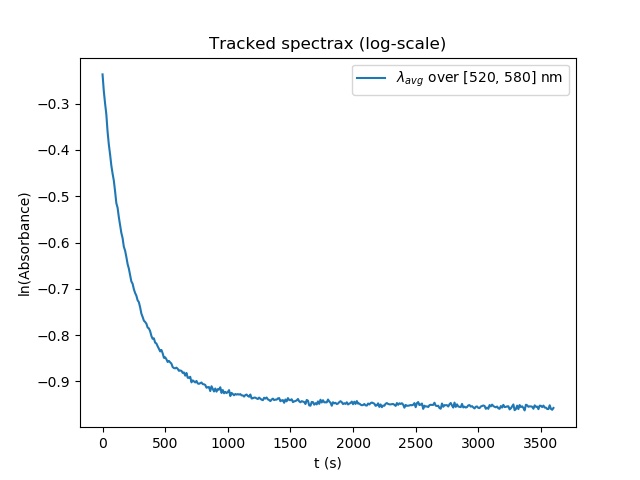 Tracked spectrax (log-scale)
λavg over [520, 580] nm
−0.3
−0.4
−0.5
−0.6
−0.7
−0.8
−0.9
ln(Absorbance)
0 500 1000 1500 2000 2500 3000 3500
t (s)